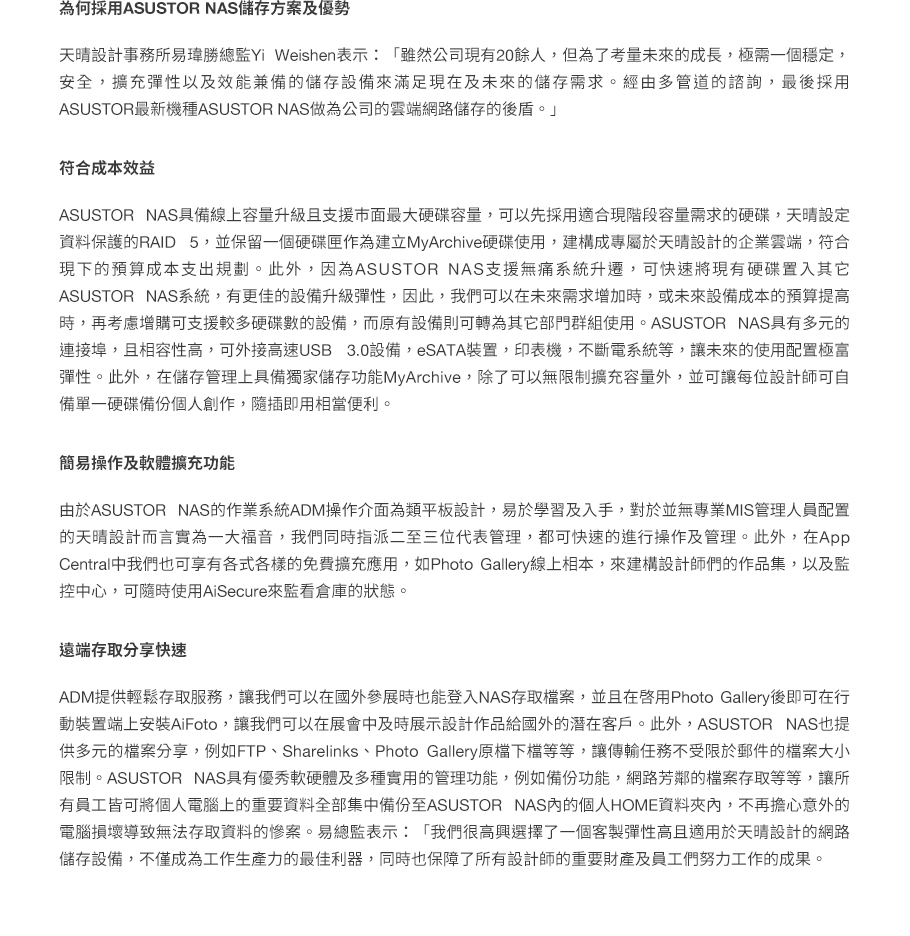 為何採用ASUSTOR NAS儲存方案及優勢
天晴設計事務所易瑋勝總監Yi Weishen表示：「雖然公司現有20餘人，但為了考量未來的成長，極需一個穩定，
安全，擴充彈性以及效能兼備的儲存設備來滿足現在及未來的儲存需求。經由多管道的諮詢，最後採用
ASUSTOR最新機種ASUSTOR NAS做為公司的雲端網路儲存的後盾。」
符合成本效益
ASUSTOR NAS具備線上容量升級且支援市面最大硬碟容量，可以先採用適合現階段容量需求的硬碟，天晴設定
資料保護的RAID 5，並保留一個硬碟匣作為建立MyArchive硬碟使用，建構成專屬於天晴設計的企業雲端，符合
現下的預算成本支出規劃。此外，因為ASUSTOR NAS支援無痛系統升遷，可快速將現有硬碟置入其它
ASUSTOR NAS系統，有更佳的設備升級彈性，因此，我們可以在未來需求增加時，或未來設備成本的預算提高
時，再考慮增購可支援較多硬碟數的設備，而原有設備則可轉為其它部門群組使用。ASUSTOR NAS具有多元的
連接埠，且相容性高，可外接高速USB 3.0設備，eSATA裝置，印表機，不斷電系統等，讓未來的使用配置極富
彈性。此外，在儲存管理上具備獨家儲存功能MyArchive，除了可以無限制擴充容量外，並可讓每位設計師可自
備單一硬碟備份個人創作，隨插即用相當便利。
簡易操作及軟體擴充功能
由於ASUSTOR NAS的作業系統ADM操作介面為類平板設計，易於學習及入手，對於並無專業MIS管理人員配置
的天晴設計而言實為一大福音，我們同時指派二至三位代表管理，都可快速的進行操作及管理。此外，在App
Central中我們也可享有各式各樣的免費擴充應用，如Photo Gallery線上相本，來建構設計師們的作品集，以及監
控中心，可隨時使用AiSecure來監看倉庫的狀態。
遠端存取分享快速
ADM提供輕鬆存取服務，讓我們可以在國外參展時也能登入NAS存取檔案，並且在啓用Photo Gallery後即可在行
動裝置端上安裝AiFoto，讓我們可以在展會中及時展示設計作品給國外的潛在客戶。此外，ASUSTOR NAS也提
供多元的檔案分享，例如FTP、Sharelinks、Photo Gallery原檔下檔等等，讓傳輸任務不受限於郵件的檔案大小
限制。ASUSTOR NAS具有優秀軟硬體及多種實用的管理功能，例如備份功能，網路芳鄰的檔案存取等等，讓所
有員工皆可將個人電腦上的重要資料全部集中備份至ASUSTOR NAS內的個人HOME資料夾內，不再擔心意外的
電腦損壞導致無法存取資料的慘案。易總監表示：「我們很高興選擇了一個客製彈性高且適用於天晴設計的網路
儲存設備，不僅成為工作生產力的最佳利器，同時也保障了所有設計師的重要財產及員工們努力工作的成果。